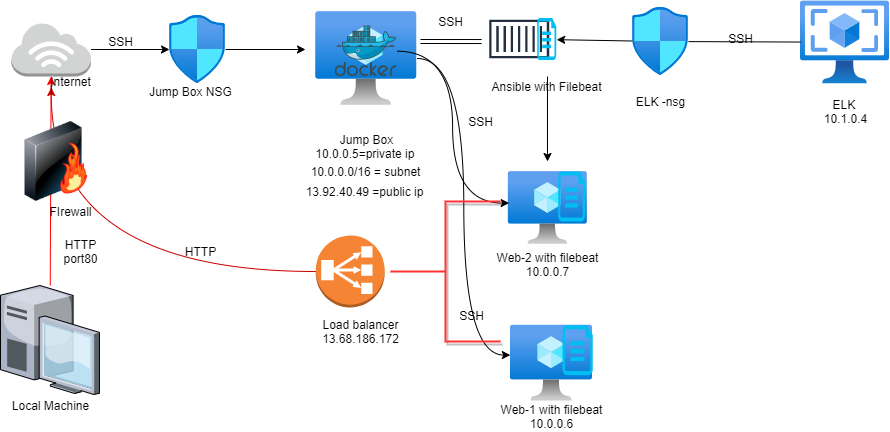 SSH
SSH
SSH
Internet
Jump Box NSG
docker
Ansible with Filebeat
ELK -nsg
ELK
10.1.0.4
SSH
Jump Box
10.0.0.5=private ip
10.0.0.0/16 = subnet
13.92.40.49 =public ip
FIrewall
HTTP
port80
HTTP
Web-2 with filebeat
10.0.0.7
SSH
Load balancer
13.68.186.172
Local Machine
Web-1 with filebeat
10.0.0.6